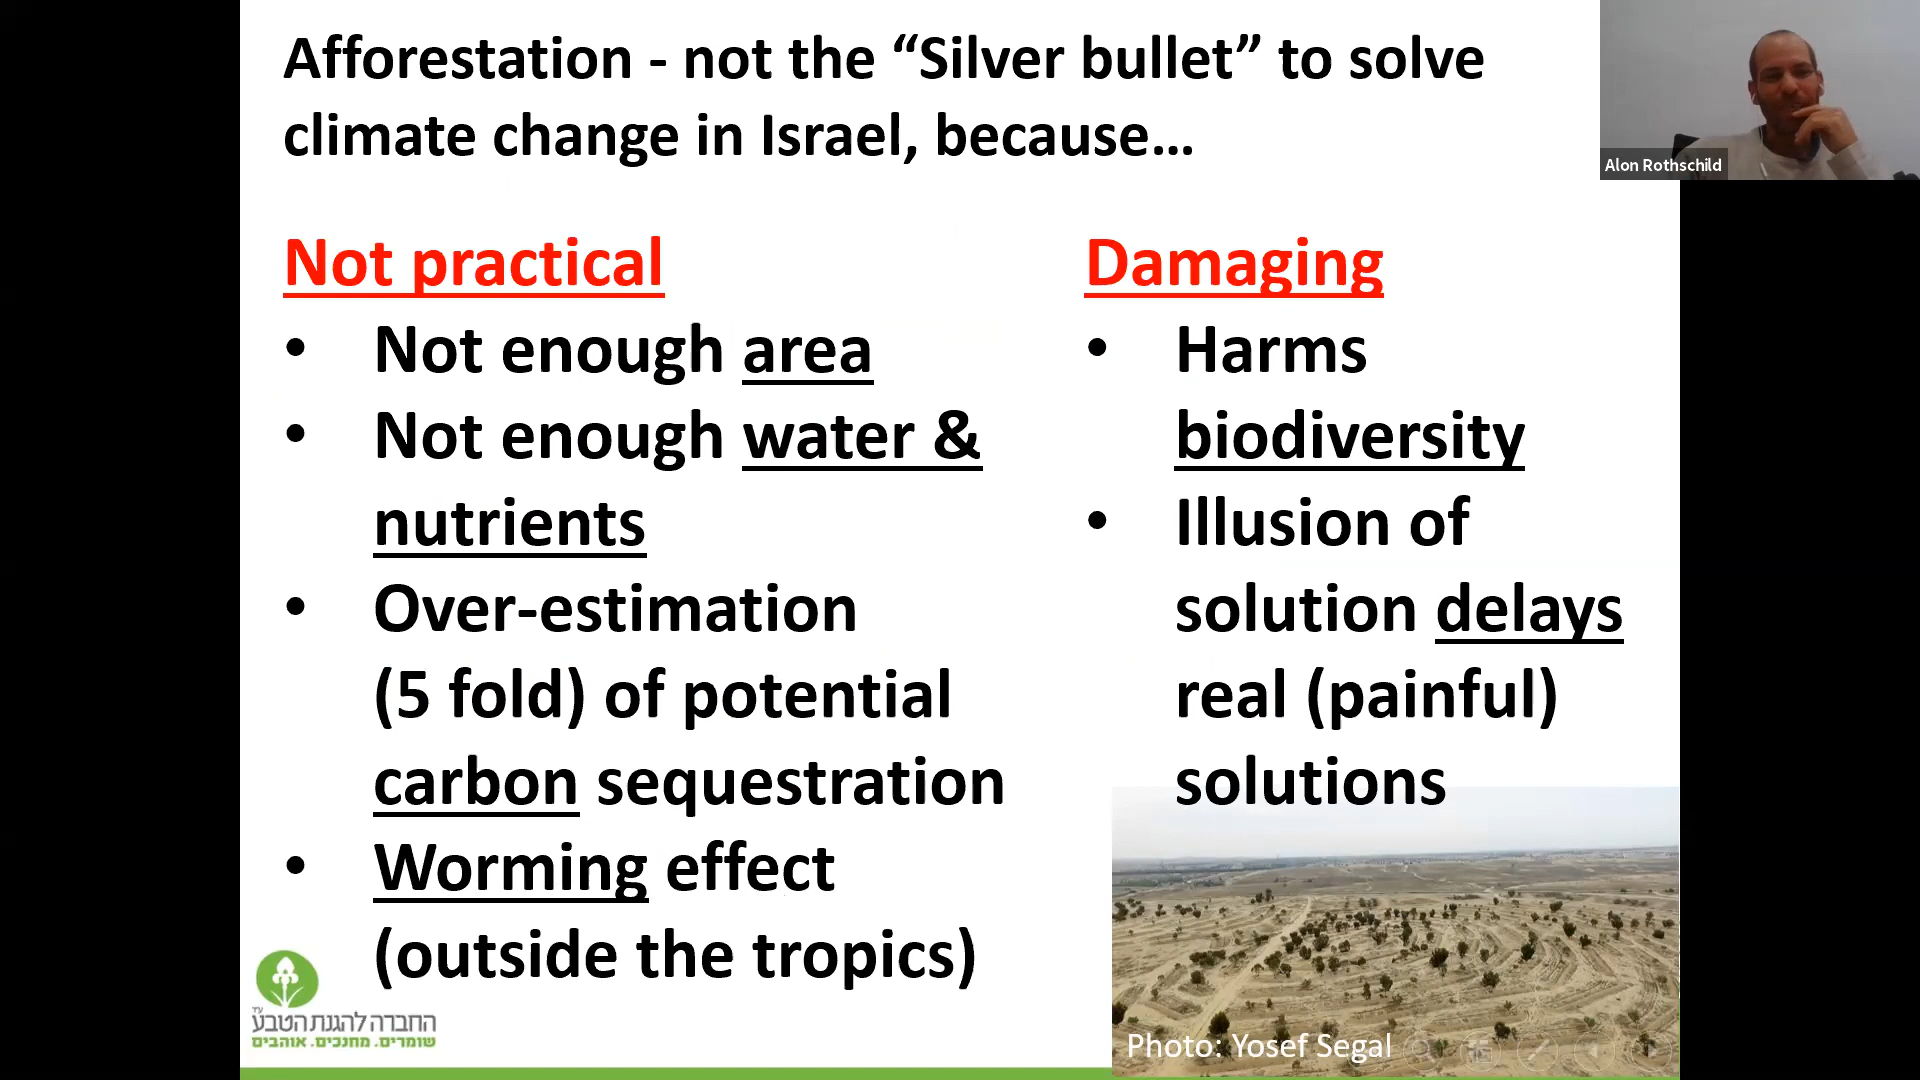 Afforestation - not the “Silver bullet” to solve
climate change in Israel, because…
Alon Rothschild
Not practical
• Not enough area
• Not enough water &
nutrients
• Over-estimation
(5 fold) of potential
carbon sequestration
• Worming effect
(outside the tropics)
Damaging
• Harms
biodiversity
• Illusion of
solution delays
real (painful)
solutions
החברה להגנת הטבע ע״ר
שומרים. מחנכים. אוהבים
Photo: Yosef Segal